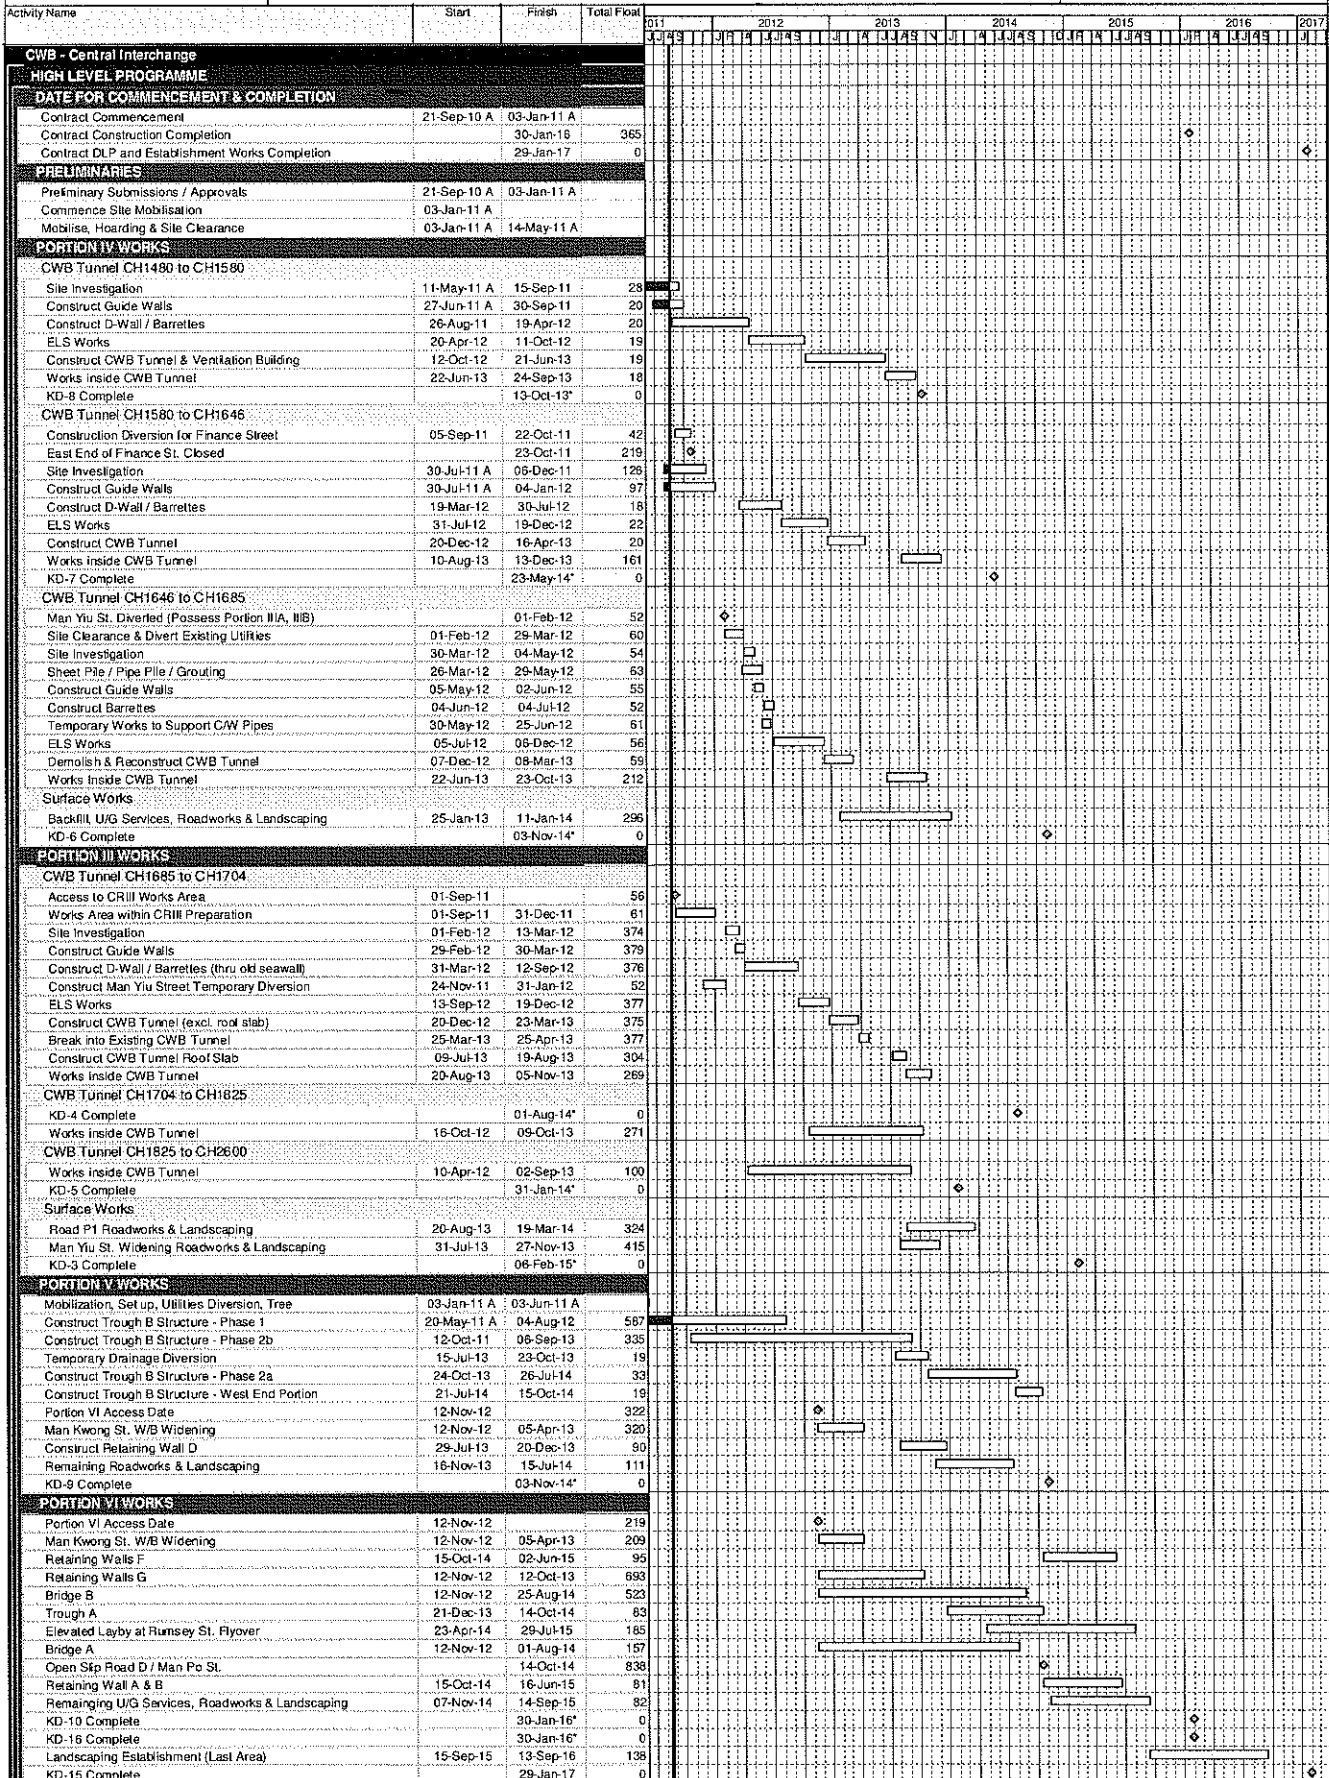 Activity Name Start Finish Total Float 2011 2012 2013 2014 2015 2016 2017
CWB - Central Interchange
HIGH LEVEL PROGRAMME
DATE FOR COMMENCEMENT & COMPLETION
Contract Commencement 21-Sep-10 A 03-Jan-11 A
Contract Construction Completion 30-Jan-16 365
Contract DLP and Establishment Works Completion 29-Jan-17 0
PRELIMINARIES
Preliminary Submissions / Approvals 21-Sep-10 A 03-Jan-11 A
Commence Site Mobilisation 03-Jan-11 A
Mobilise, Hoarding & Site Clearance 03-Jan-11 A 14-May-11 A
PORTION IV WORKS
CWB Tunnel CH1480 to CH1580
Site Investigation 11-May-11 A 15-Sep-11 28
Construct Guide Walls 27-Jun-11 A 30-Sep-11 20
Construct D-Wall / Barrettes 26-Aug-11 19-Apr-12 20
ELS Works 20-Apr-12 11-Oct-12 19
Construct CWB Tunnel & Ventilation Building 12-Oct-12 21-Jun-13 19
Works inside CWB Tunnel 22-Jun-13 24-Sep-13 18
KD-8 Complete 13-Oct-13* 0
CWB Tunnel CH1580 to CH1646
Construction Diversion for Finance Street 05-Sep-11 22-Oct-11 42
East End of Finance St. Closed 23-Oct-11 219
Site Investigation 30-Jul-11 A 06-Dec-11 126
Construct Guide Walls 30-Jul-11 A 04-Jan-12 97
Construct D-Wall / Barrettes 19-Mar-12 30-Jul-12 18
ELS Works 31-Jul-12 19-Dec-12 22
Construct CWB Tunnel 20-Dec-12 16-Apr-13 20
Works inside CWB Tunnel 10-Aug-13 13-Dec-13 161
KD-7 Complete 23-May-14* 0
CWB Tunnel CH1646 to CH1685
Man Yiu St. Diverted (Possess Portion IIIA, IIIB) 01-Feb-12 52
Site Clearance & Divert Existing Utilities 01-Feb-12 29-Mar-12 60
Site Investigation 30-Mar-12 04-May-12 54
Sheet Pile / Pipe Pile / Grouting 26-Mar-12 29-May-12 63
Construct Guide Walls 05-May-12 02-Jun-12 55
Construct Barrettes 04-Jun-12 04-Jul-12 52
Temporary Works to Support C/W Pipes 30-May-12 25-Jun-12 61
ELS Works 05-Jul-12 06-Dec-12 56
Demolish & Reconstruct CWB Tunnel 07-Dec-12 08-Mar-13 59
Works Inside CWB Tunnel 22-Jun-13 23-Oct-13 212
Surface Works
Backfill, U/G Services, Roadworks & Landscaping 25-Jan-13 11-Jan-14 296
KD-6 Complete 03-Nov-14* 0
PORTION III WORKS
CWB Tunnel CH1685 to CH1704
Access to CRIII Works Area 01-Sep-11 56
Works Area within CRIII Preparation 01-Sep-11 31-Dec-11 61
Site Investigation 01-Feb-12 13-Mar-12 374
Construct Guide Walls 29-Feb-12 30-Mar-12 379
Construct D-Wall / Barrettes (thru old seawall) 31-Mar-12 12-Sep-12 376
Construct Man Yiu Street Temporary Diversion 24-Nov-11 31-Jan-12 52
ELS Works 13-Sep-12 19-Dec-12 377
Construct CWB Tunnel (excl. roof slab) 20-Dec-12 23-Mar-13 375
Break into Existing CWB Tunnel 25-Mar-13 25-Apr-13 377
Construct CWB Tunnel Roof Slab 09-Jul-13 19-Aug-13 304
Works Inside CWB Tunnel 20-Aug-13 05-Nov-13 269
CWB Tunnel CH1704 to CH1825
KD-4 Complete 01-Aug-14* 0
Works inside CWB Tunnel 16-Oct-12 09-Oct-13 271
CWB Tunnel CH1825 to CH2600
Works inside CWB Tunnel 10-Apr-12 02-Sep-13 100
KD-5 Complete 31-Jan-14* 0
Surface Works
Road P1 Roadworks & Landscaping 20-Aug-13 19-Mar-14 324
Man Yiu St. Widening Roadworks & Landscaping 31-Jul-13 27-Nov-13 415
KD-3 Complete 06-Feb-15* 0
PORTION V WORKS
Mobilization, Set up, Utilities Diversion, Tree 03-Jan-11 A 03-Jun-11 A
Construct Trough B Structure - Phase 1 20-May-11 A 04-Aug-12 587
Construct Trough B Structure - Phase 2b 12-Oct-11 06-Sep-13 335
Temporary Drainage Diversion 15-Jul-13 23-Oct-13 19
Construct Trough B Structure - Phase 2a 24-Oct-13 26-Jul-14 33
Construct Trough B Structure - West End Portion 21-Jul-14 15-Oct-14 19
Portion VI Access Date 12-Nov-12 322
Man Kwong St. W/B Widening 12-Nov-12 05-Apr-13 320
Construct Retaining Wall D 29-Jul-13 20-Dec-13 90
Remaining Roadworks & Landscaping 16-Nov-13 15-Jul-14 111
KD-9 Complete 03-Nov-14* 0
PORTION VI WORKS
Portion VI Access Date 12-Nov-12 219
Man Kwong St. W/B Widening 12-Nov-12 05-Apr-13 209
Retaining Walls F 15-Oct-14 02-Jun-15 95
Retaining Walls G 12-Nov-12 12-Oct-13 693
Bridge B 12-Nov-12 25-Aug-14 523
Trough A 21-Dec-13 14-Oct-14 83
Elevated Layby at Rumsey St. Flyover 23-Apr-14 29-Jul-15 185
Bridge A 12-Nov-12 01-Aug-14 157
Open Slip Road D / Man Po St. 14-Oct-14 838
Retaining Wall A & B 15-Oct-14 16-Jun-15 81
Remainging U/G Services, Roadworks & Landscaping 07-Nov-14 14-Sep-15 82
KD-10 Complete 30-Jan-16* 0
KD-16 Complete 30-Jan-16* 0
Landscaping Establishment (Last Area) 15-Sep-15 13-Sep-16 138
KD-15 Complete 29-Jan-17 0